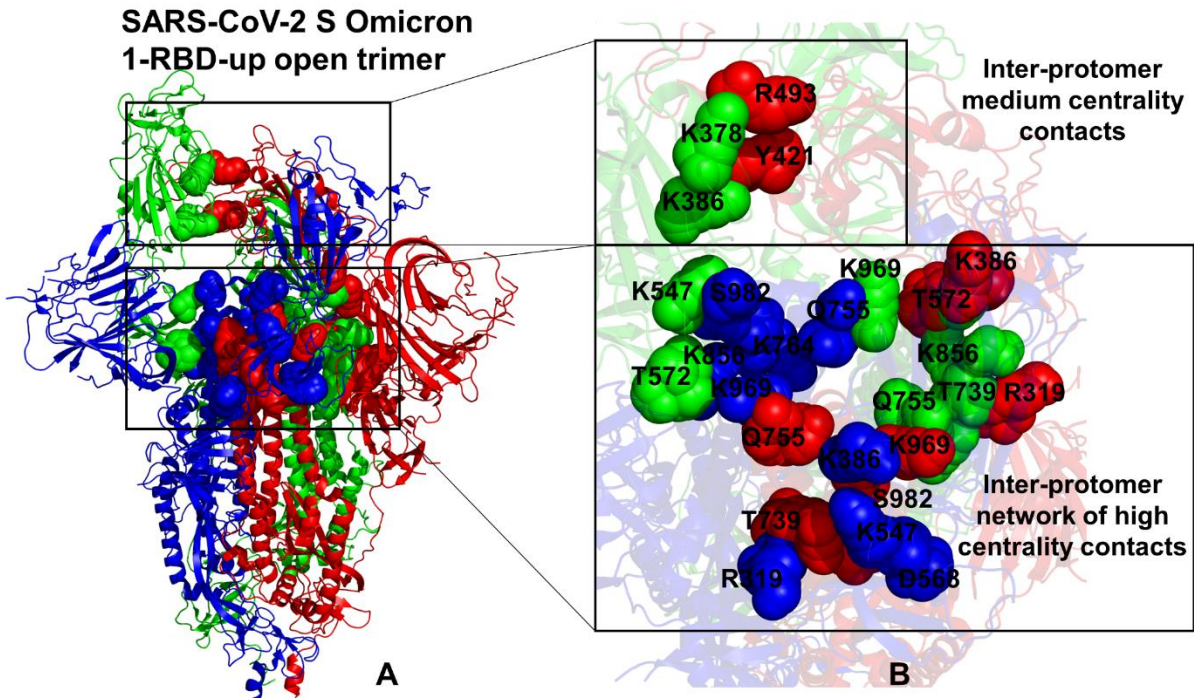 SARS-CoV-2 S Omicron
1-RBD-up open trimer
Inter-protomer
medium centrality
contacts
R493
K378
Y421
K386
K547
S982
Q755
K969
K386
T572
K856
K764
K856
T572
K969
Q755
T739
R319
Q755
K386
K969
S982
T739
K547
R319
D568
Inter-protomer
network of high
centrality contacts
A
B